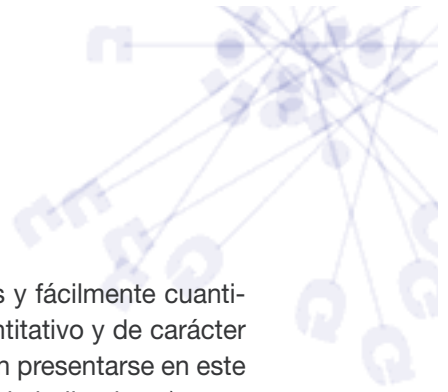 s y fácilmente cuanti-
ntitativo y de carácter
n presentarse en este